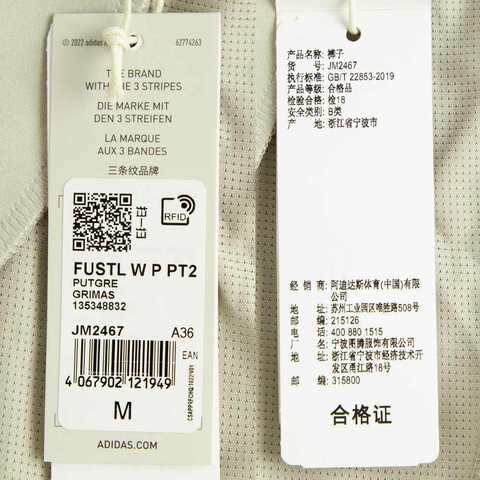 © 2022 adidas
62774263
THE BRAND
WITH THE 3 STRIPES
DIE MARKE MIT
DEN 3 STREIFEN
LA MARQUE
AUX 3 BANDES
三条纹品牌
RFID
FUSTL W P PT2
PUTGRE
GRIMAS
135348832
JM2467 A36
EAN
4 067902 121949
M
ADIDAS.COM
产品名称: 裤子
货 号: JM2467
执行标准: GB/T 22853-2019
产品等级: 合格品
检验合格: 检18
安全类别: B类
产 地: 浙江省宁波市
经 销 商: 阿迪达斯体育(中国)有限
公司
地 址: 苏州工业园区唯胜路508号
邮 编: 215126
电 话: 400 880 1515
厂 名: 宁波图腾服饰有限公司
地 址: 浙江省宁波市经济技术开
发区甬江路18号
邮 编: 315800
合格证